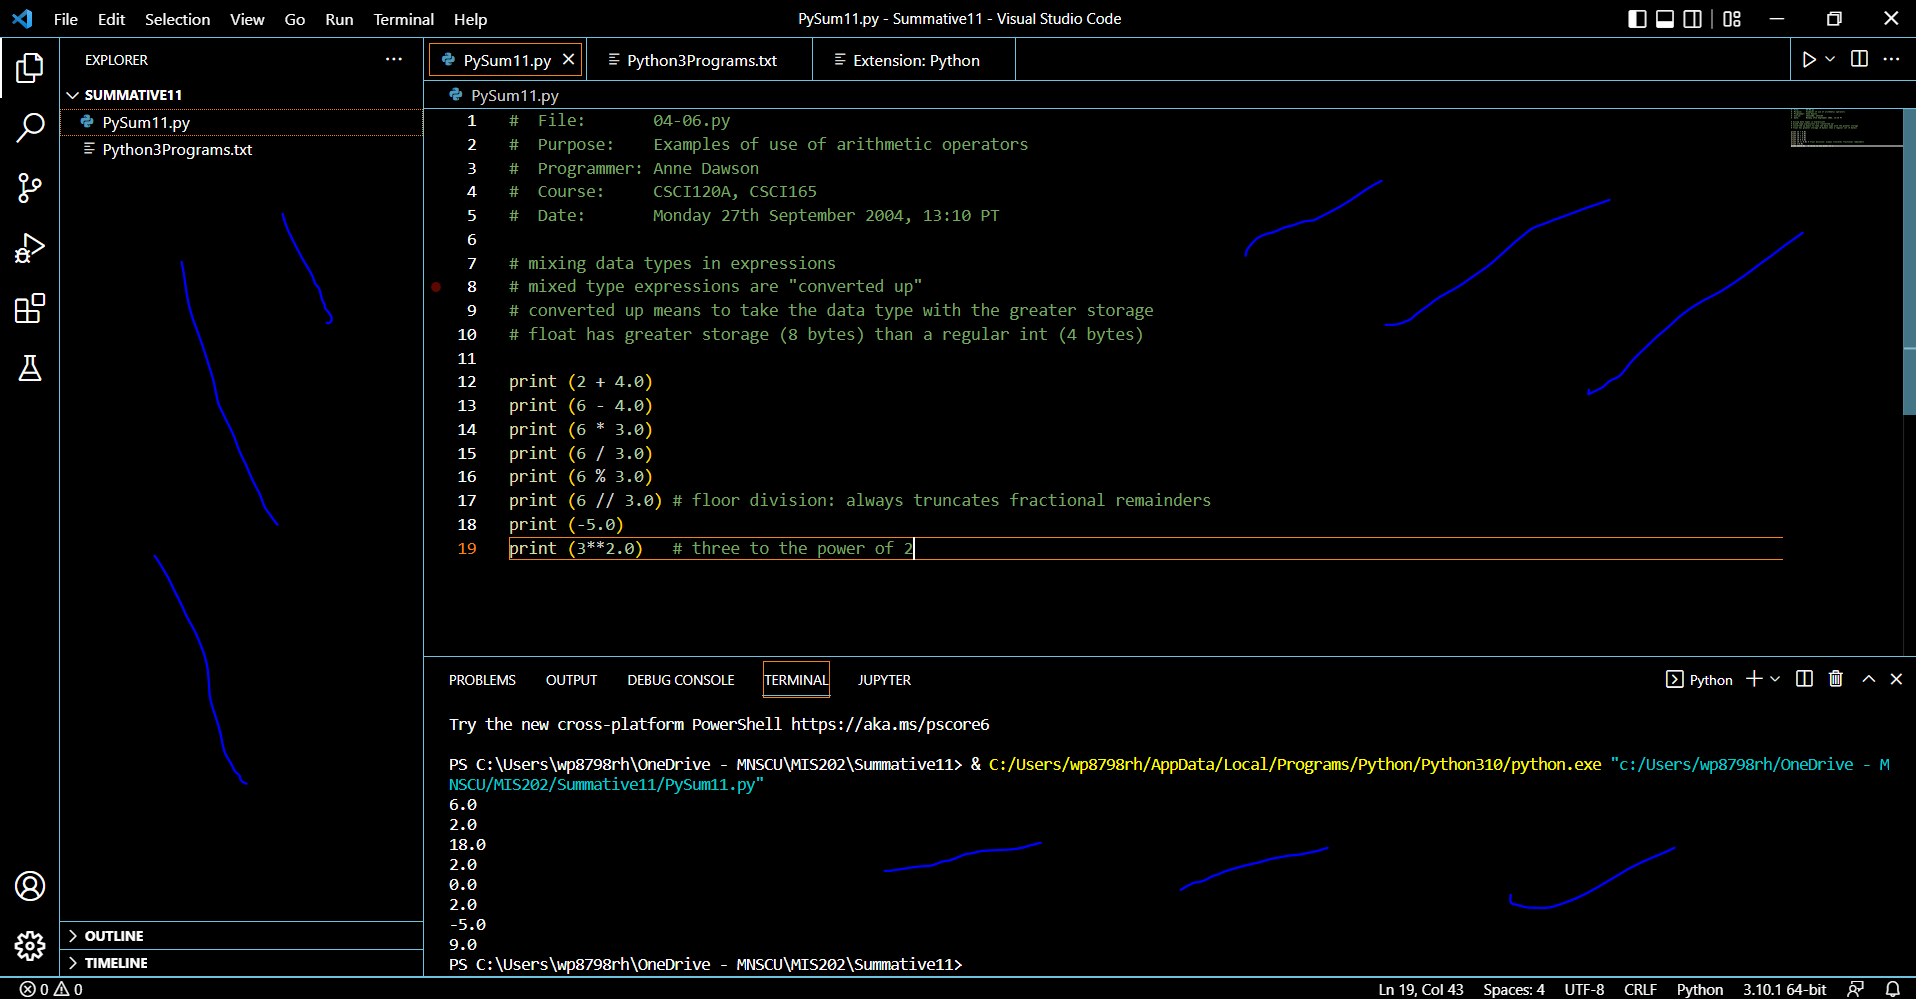 File Edit Selection View Go Run Terminal Help PySum11.py - Summative11 - Visual Studio Code
EXPLORER
SUMMATIVE11
PySum11.py
Python3Programs.txt
OUTLINE
TIMELINE
PySum11.py Python3Programs.txt Extension: Python
PySum11.py
1 # File: 04-06.py
2 # Purpose: Examples of use of arithmetic operators
3 # Programmer: Anne Dawson
4 # Course: CSCI120A, CSCI165
5 # Date: Monday 27th September 2004, 13:10 PT
6
7 # mixing data types in expressions
8 # mixed type expressions are "converted up"
9 # converted up means to take the data type with the greater storage
10 # float has greater storage (8 bytes) than a regular int (4 bytes)
11
12 print (2 + 4.0)
13 print (6 - 4.0)
14 print (6 * 3.0)
15 print (6 / 3.0)
16 print (6 % 3.0)
17 print (6 // 3.0) # floor division: always truncates fractional remainders
18 print (-5.0)
19 print (3**2.0) # three to the power of 2
PROBLEMS OUTPUT DEBUG CONSOLE TERMINAL JUPYTER Python
Try the new cross-platform PowerShell https://aka.ms/pscore6
PS C:\Users\wp8798rh\OneDrive - MNSCU\MIS202\Summative11> & C:/Users/wp8798rh/AppData/Local/Programs/Python/Python310/python.exe "c:/Users/wp8798rh/OneDrive - M
NSCU/MIS202/Summative11/PySum11.py"
6.0
2.0
18.0
2.0
0.0
2.0
-5.0
9.0
PS C:\Users\wp8798rh\OneDrive - MNSCU\MIS202\Summative11>
0 0 Ln 19, Col 43 Spaces: 4 UTF-8 CRLF Python 3.10.1 64-bit